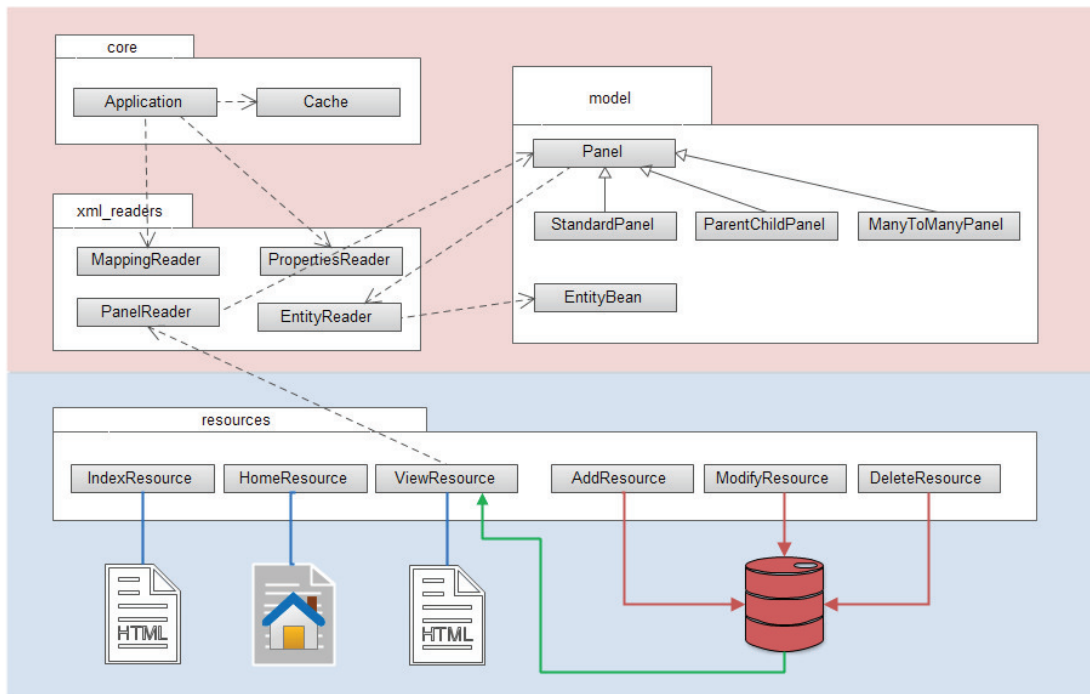 core
Application
Cache
model
Panel
StandardPanel
ParentChildPanel
ManyToManyPanel
EntityBean
xml_readers
MappingReader
PropertiesReader
PanelReader
EntityReader
resources
IndexResource
HomeResource
ViewResource
AddResource
ModifyResource
DeleteResource
HTML
HTML